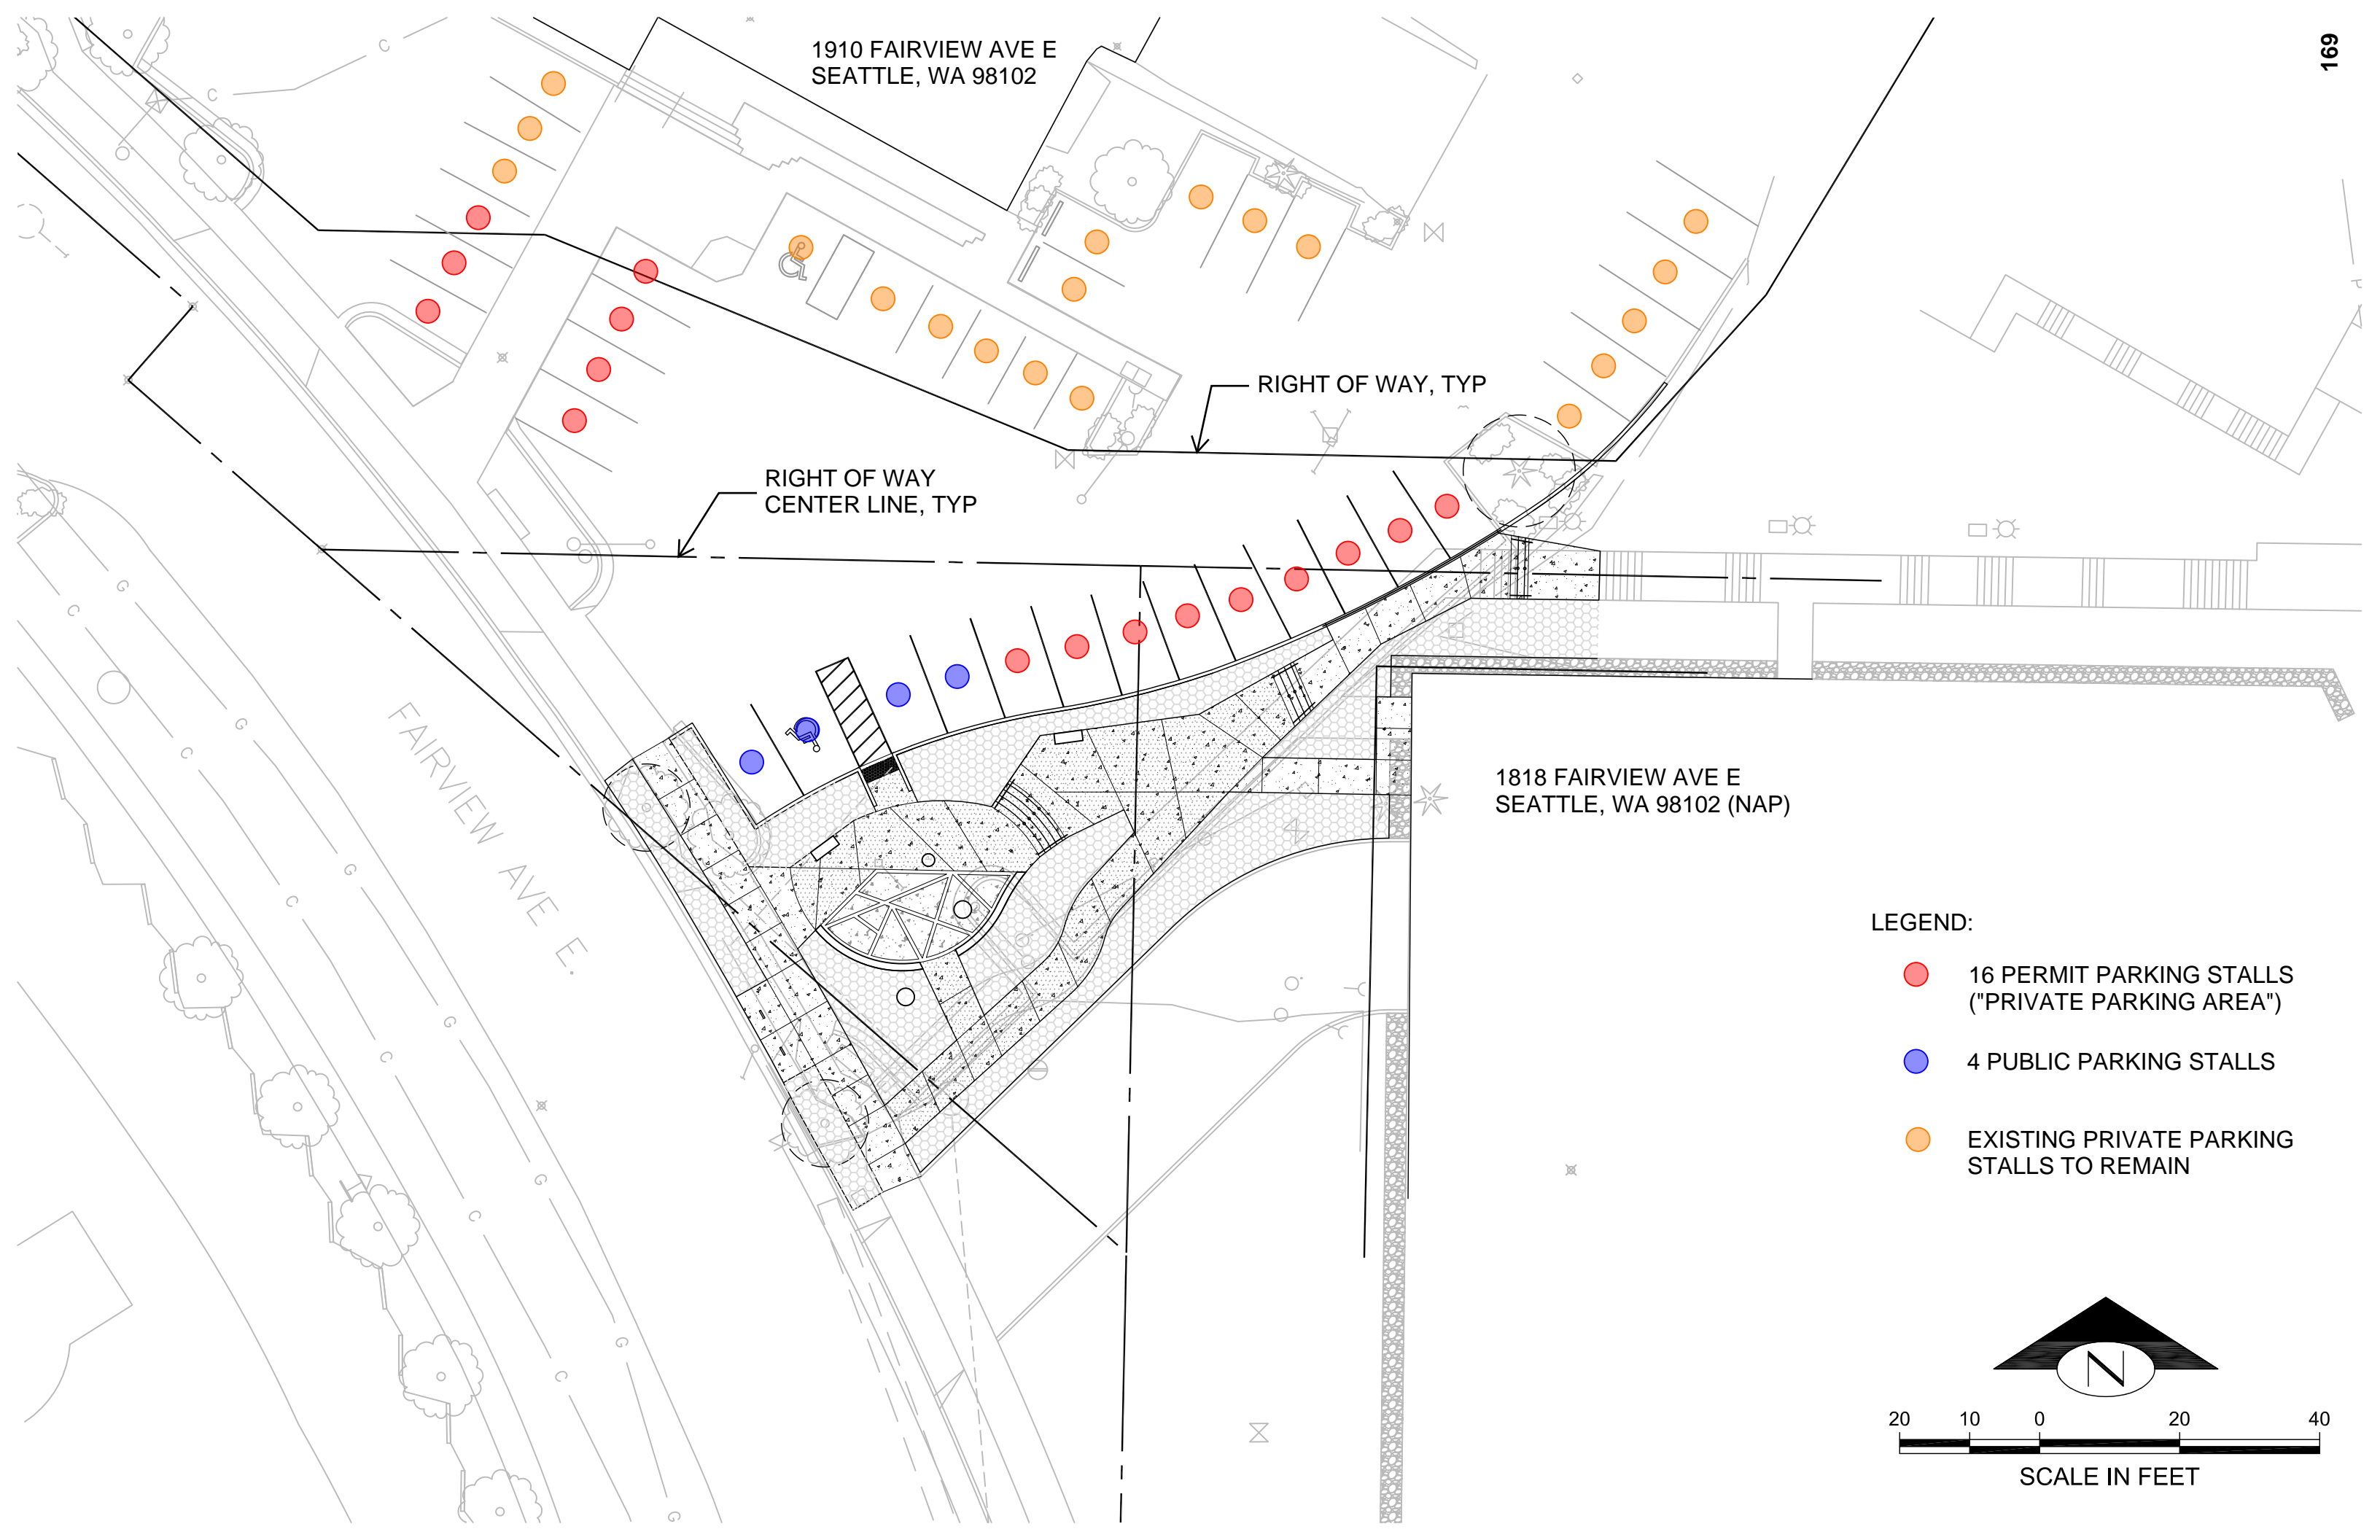 169
1910 FAIRVIEW AVE E
SEATTLE, WA 98102
C
C
RIGHT OF WAY, TYP
RIGHT OF WAY
CENTER LINE, TYP
FAIRVIEW AVE E.
1818 FAIRVIEW AVE E
SEATTLE, WA 98102 (NAP)
G
C
G
C
G
C
G
C
G
C
G
C
G
LEGEND:
16 PERMIT PARKING STALLS
("PRIVATE PARKING AREA")
4 PUBLIC PARKING STALLS
EXISTING PRIVATE PARKING
STALLS TO REMAIN
N
20 10 0 20 40
SCALE IN FEET